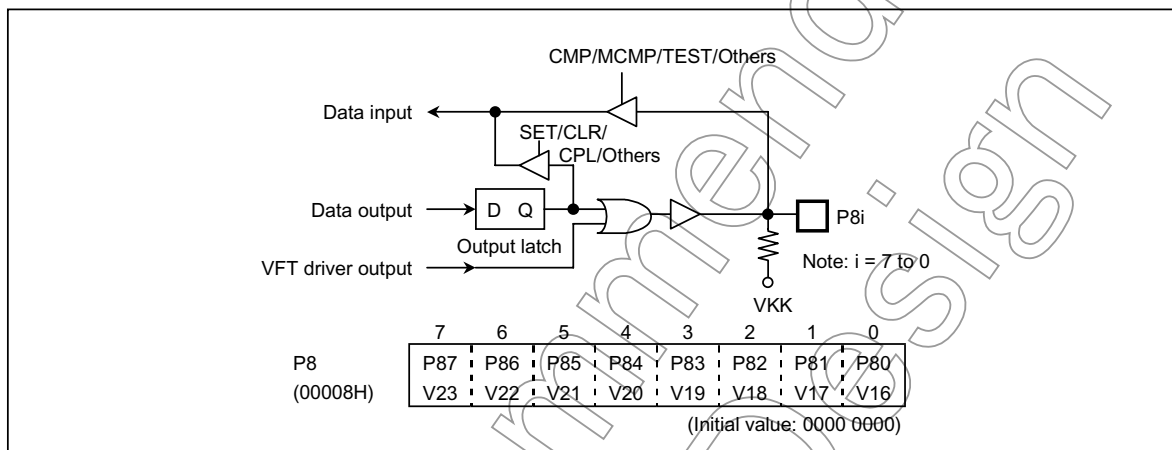 CMP/MCMP/TEST/Others
Data input
SET/CLR/
CPL/Others
Data output
D Q
P8i
Output latch
Note: i = 7 to 0
VFT driver output
VKK
7 6 5 4 3 2 1 0
P8 P87 P86 P85 P84 P83 P82 P81 P80
(00008H) V23 V22 V21 V20 V19 V18 V17 V16
(Initial value: 0000 0000)